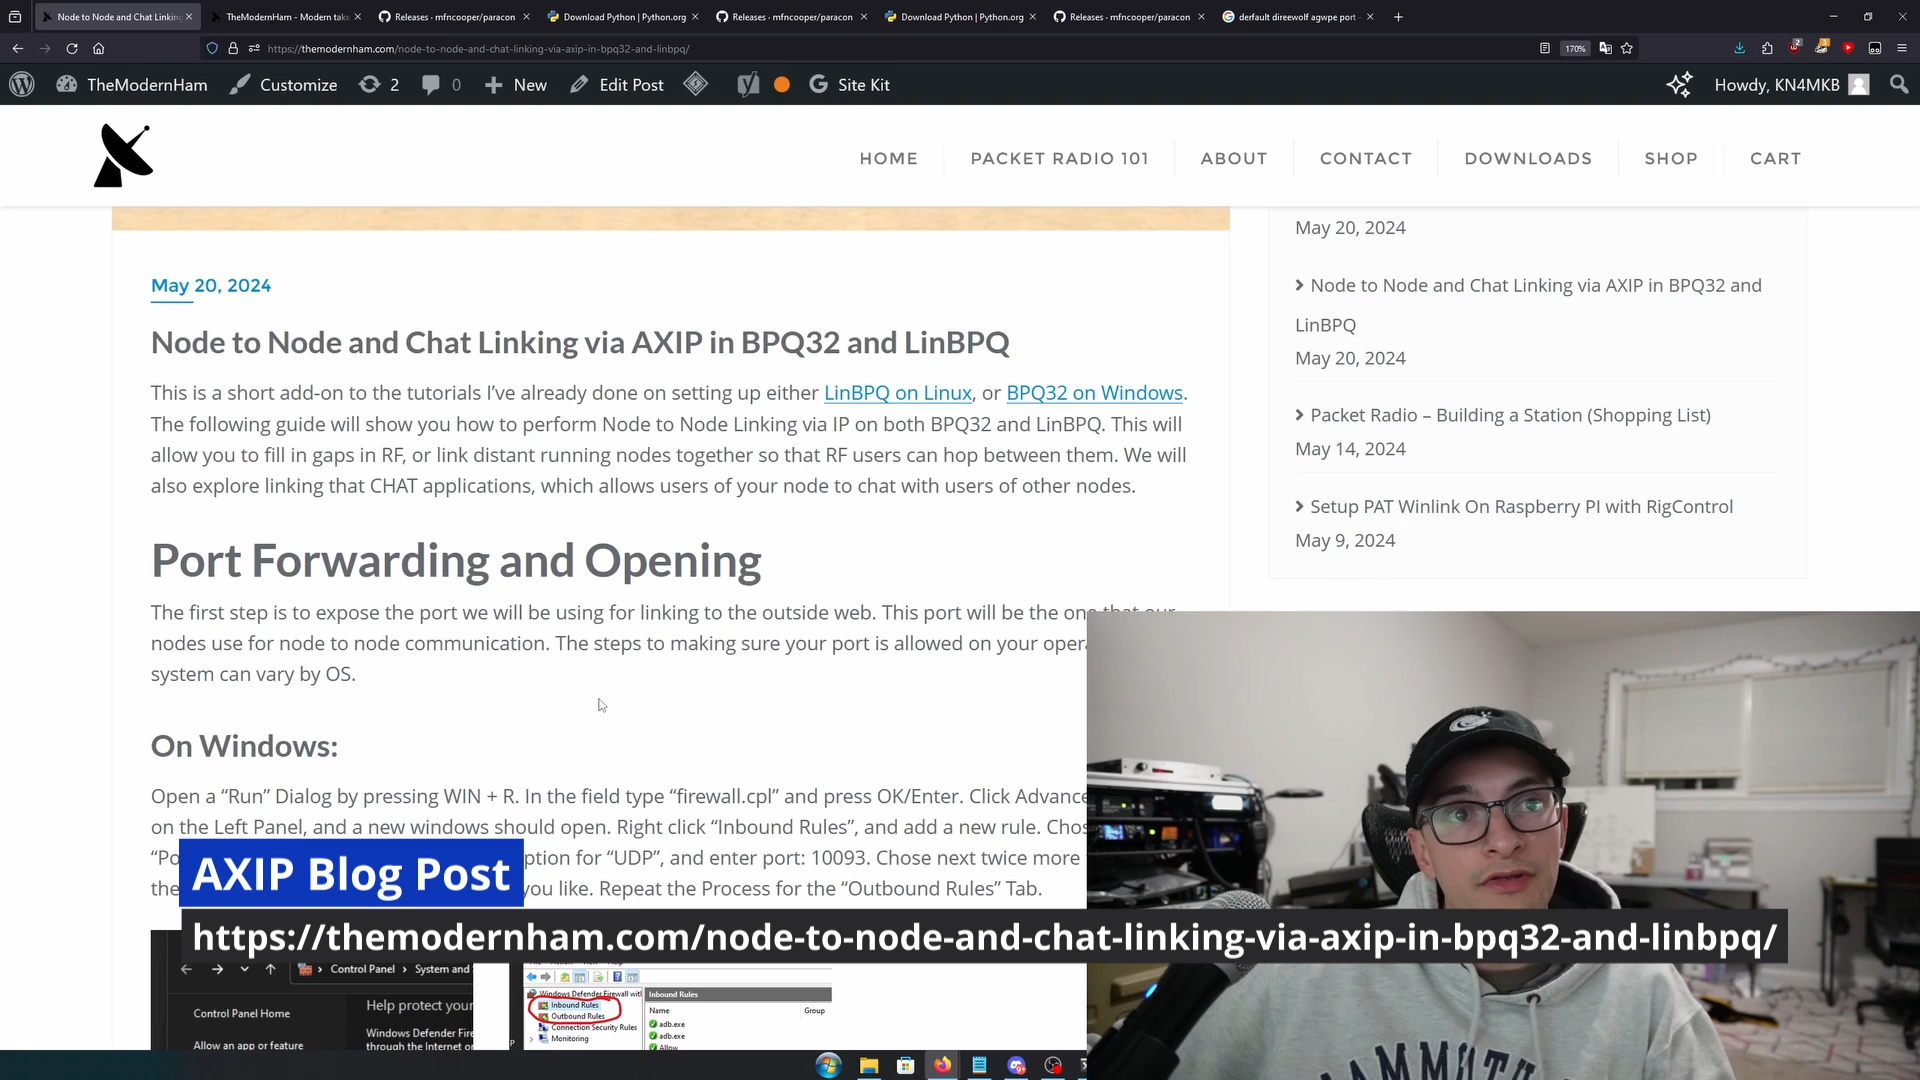 Node to Node and Chat Linking
TheModernHam - Modern take
Releases · mfncooper/paracon
Download Python | Python.org
Releases · mfncooper/paracon
Download Python | Python.org
Releases · mfncooper/paracon
derfault direewolf agwpe port -
https://themodernham.com/node-to-node-and-chat-linking-via-axip-in-bpq32-and-linbpq/
170%
TheModernHam
Customize
2
0
New
Edit Post
Site Kit
Howdy, KN4MKB
HOME
PACKET RADIO 101
ABOUT
CONTACT
DOWNLOADS
SHOP
CART
May 20, 2024
Node to Node and Chat Linking via AXIP in BPQ32 and LinBPQ
This is a short add-on to the tutorials I’ve already done on setting up either LinBPQ on Linux, or BPQ32 on Windows.
The following guide will show you how to perform Node to Node Linking via IP on both BPQ32 and LinBPQ. This will
allow you to fill in gaps in RF, or link distant running nodes together so that RF users can hop between them. We will
also explore linking that CHAT applications, which allows users of your node to chat with users of other nodes.
Port Forwarding and Opening
The first step is to expose the port we will be using for linking to the outside web. This port will be the one that our
nodes use for node to node communication. The steps to making sure your port is allowed on your opera
system can vary by OS.
On Windows:
Open a “Run” Dialog by pressing WIN + R. In the field type “firewall.cpl” and press OK/Enter. Click Advance
on the Left Panel, and a new windows should open. Right click “Inbound Rules”, and add a new rule. Chos
“Po ption for “UDP”, and enter port: 10093. Chose next twice more
the you like. Repeat the Process for the “Outbound Rules” Tab.
May 20, 2024
Node to Node and Chat Linking via AXIP in BPQ32 and
LinBPQ
May 20, 2024
Packet Radio – Building a Station (Shopping List)
May 14, 2024
Setup PAT Winlink On Raspberry PI with RigControl
May 9, 2024
AXIP Blog Post
https://themodernham.com/node-to-node-and-chat-linking-via-axip-in-bpq32-and-linbpq/
Control Panel
System and
Control Panel Home
Help protect your
Windows Defender Fire
through the Internet o
Allow an app or feature
Windows Defender Firewall wit
Inbound Rules
Outbound Rules
Connection Security Rules
Monitoring
Inbound Rules
Name
Group
adb.exe
adb.exe
Allow